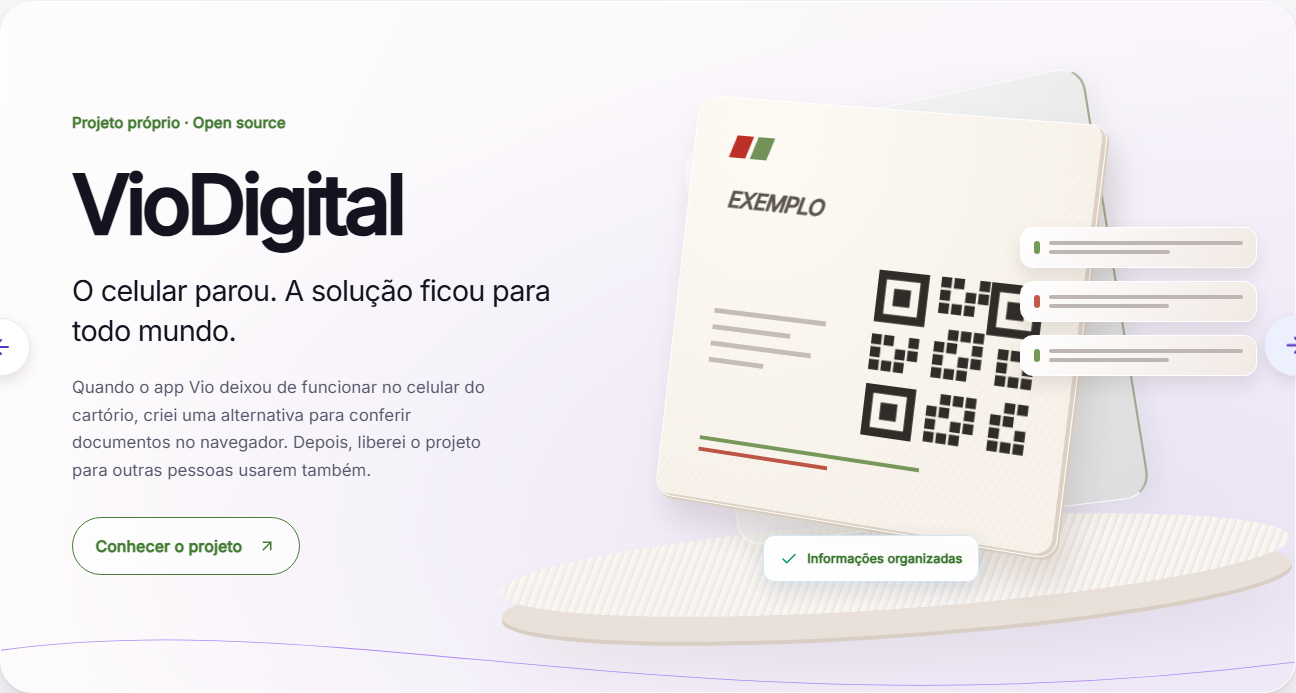 Projeto próprio · Open source
VioDigital
O celular parou. A solução ficou para
todo mundo.
Quando o app Vio deixou de funcionar no celular do
cartório, criei uma alternativa para conferir
documentos no navegador. Depois, liberei o projeto
para outras pessoas usarem também.
Conhecer o projeto
EXEMPLO
Informações organizadas